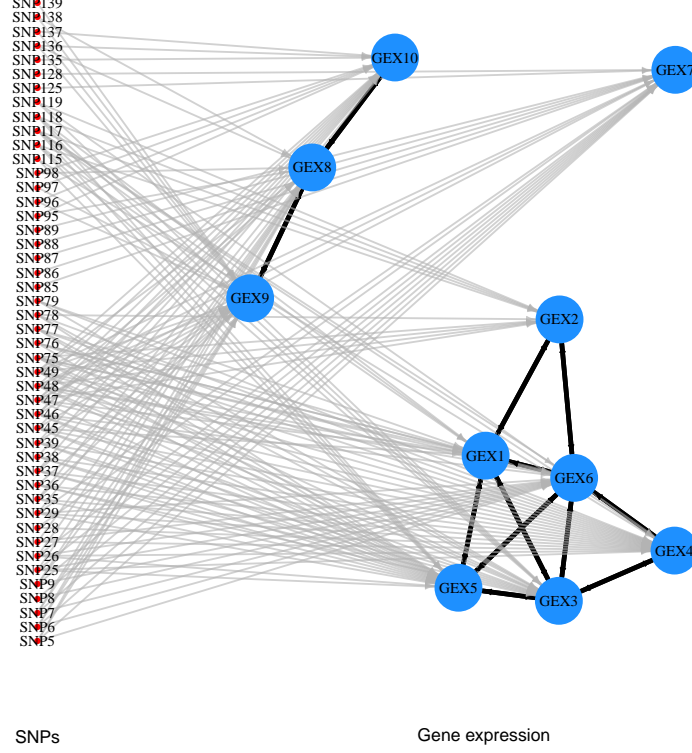 SNP139
SNP138
SNP137
SNP136
SNP135
SNP128
SNP125
SNP119
SNP118
SNP117
SNP116
SNP115
SNP98
SNP97
SNP96
SNP95
SNP89
SNP88
SNP87
SNP86
SNP85
SNP79
SNP78
SNP77
SNP76
SNP75
SNP49
SNP48
SNP47
SNP46
SNP45
SNP39
SNP38
SNP37
SNP36
SNP35
SNP29
SNP28
SNP27
SNP26
SNP25
SNP9
SNP8
SNP7
SNP6
SNP5
GEX10
GEX7
GEX8
GEX9
GEX2
GEX1
GEX6
GEX4
GEX5
GEX3
SNPs
Gene expression